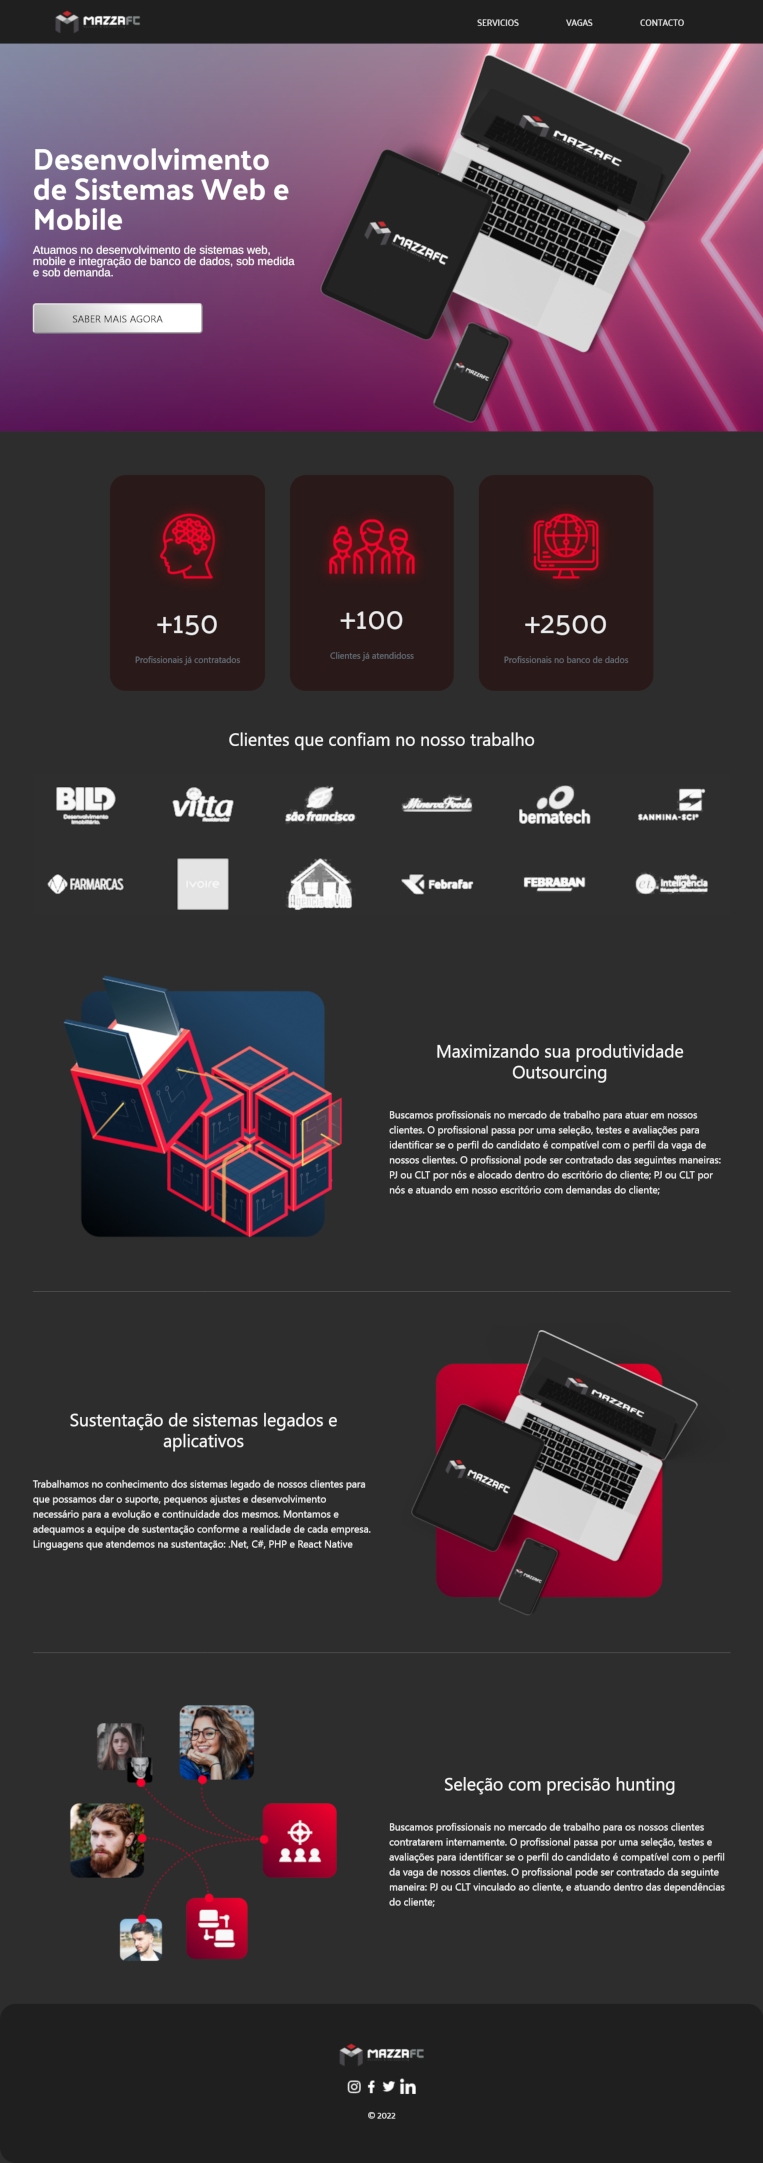 MAZZAFC
SERVICIOS VAGAS CONTACTO
MAZZAFC
MAZZAFC
MAZZAFC
Desenvolvimento
de Sistemas Web e
Mobile
Atuamos no desenvolvimento de sistemas web,
mobile e integração de banco de dados, sob medida
e sob demanda.
SABER MAIS AGORA
+150
Profissionais já contratados
+100
Clientes já atendidoss
+2500
Profissionais no banco de dados
Clientes que confiam no nosso trabalho
BILD
Desenvolvimento
Imobiliário.
vitta
Residencial
são francisco
Minerva Foods
bematech
SANMINA-SCI®
FARMARCAS
ivoire
Febrafar
FEBRABAN
escola da
Inteligência
Maximizando sua produtividade
Outsourcing
Buscamos profissionais no mercado de trabalho para atuar em nossos
clientes. O profissional passa por uma seleção, testes e avaliações para
identificar se o perfil do candidato é compatível com o perfil da vaga de
nossos clientes. O profissional pode ser contratado das seguintes maneiras:
PJ ou CLT por nós e alocado dentro do escritório do cliente; PJ ou CLT por
nós e atuando em nosso escritório com demandas do cliente;
Sustentação de sistemas legados e
aplicativos
Trabalhamos no conhecimento dos sistemas legado de nossos clientes para
que possamos dar o suporte, pequenos ajustes e desenvolvimento
necessário para a evolução e continuidade dos mesmos. Montamos e
adequamos a equipe de sustentação conforme a realidade de cada empresa.
Linguagens que atendemos na sustentação: .Net, C#, PHP e React Native
MAZZAFC
MAZZAFC
MAZZAFC
Seleção com precisão hunting
Buscamos profissionais no mercado de trabalho para os nossos clientes
contratarem internamente. O profissional passa por uma seleção, testes e
avaliações para identificar se o perfil do candidato é compatível com o perfil
da vaga de nossos clientes. O profissional pode ser contratado da seguinte
maneira: PJ ou CLT vinculado ao cliente, e atuando dentro das dependências
do cliente;
MAZZAFC
© 2022